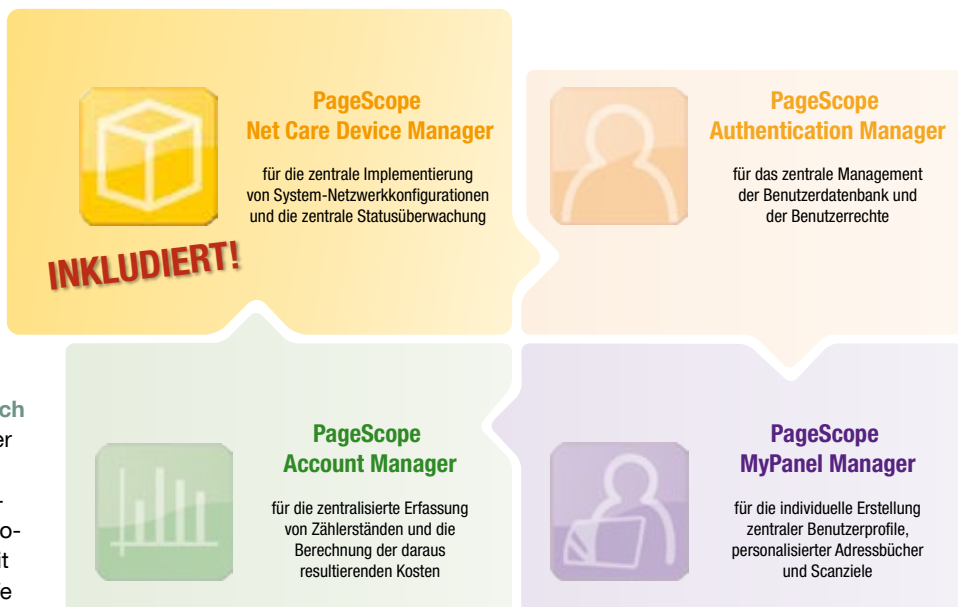 PageScope
Net Care Device Manager
für die zentrale Implementierung
von System-Netzwerkkonfigurationen
und die zentrale Statusüberwachung
INKLUDIERT!
PageScope
Authentication Manager
für das zentrale Management
der Benutzerdatenbank und
der Benutzerrechte
ch
er
-
o-
it
e
PageScope
Account Manager
für die zentralisierte Erfassung
von Zählerständen und die
Berechnung der daraus
resultierenden Kosten
PageScope
MyPanel Manager
für die individuelle Erstellung
zentraler Benutzerprofile,
personalisierter Adressbücher
und Scanziele